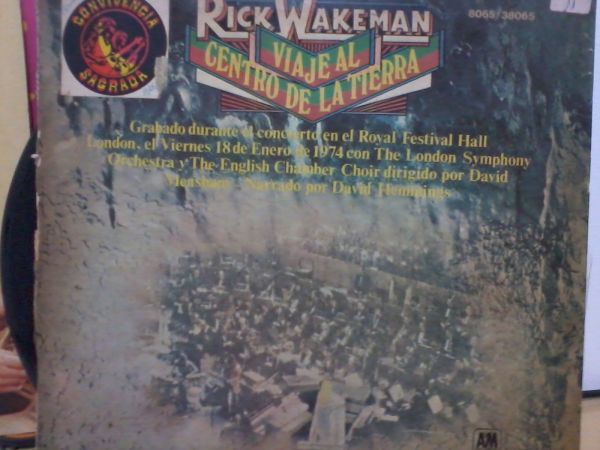 RICK WAKEMAN
8065/38065
CONVIVENCIA
SAGRADA
VIAJE AL
CENTRO DE LA TIERRA
Grabado durante el concierto en el Royal Festival Hall
London, el Viernes 18 de Enero de 1974 con The London Symphony
Orchestra y The English Chamber Choir dirigido por David
Measham Narrado por David Hemmings
A&M